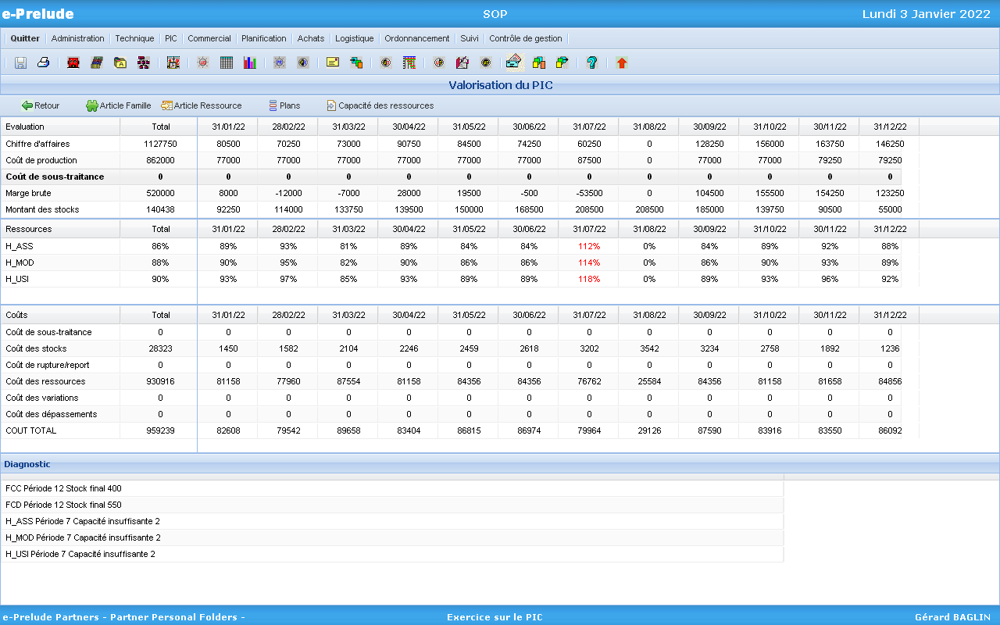 e-Prelude SOP Lundi 3 Janvier 2022
Quitter Administration Technique PIC Commercial Planification Achats Logistique Ordonnancement Suivi Contrôle de gestion
Valorisation du PIC
Retour Article Famille Article Ressource Plans Capacité des ressources
Evaluation Total 31/01/22 28/02/22 31/03/22 30/04/22 31/05/22 30/06/22 31/07/22 31/08/22 30/09/22 31/10/22 30/11/22 31/12/22
Chiffre d'affaires 1127750 80500 70250 73000 90750 84500 74250 60250 0 128250 156000 163750 146250
Coût de production 862000 77000 77000 77000 77000 77000 77000 87500 0 77000 77000 79250 79250
Coût de sous-traitance 0 0 0 0 0 0 0 0 0 0 0 0 0
Marge brute 520000 8000 -12000 -7000 28000 19500 -500 -53500 0 104500 155500 154250 123250
Montant des stocks 140438 92250 114000 133750 139500 150000 168500 208500 208500 185000 139750 90500 55000
Ressources Total 31/01/22 28/02/22 31/03/22 30/04/22 31/05/22 30/06/22 31/07/22 31/08/22 30/09/22 31/10/22 30/11/22 31/12/22
H_ASS 86% 89% 93% 81% 89% 84% 84% 112% 0% 84% 89% 92% 88%
H_MOD 88% 90% 95% 82% 90% 86% 86% 114% 0% 86% 90% 93% 89%
H_USI 90% 93% 97% 85% 93% 89% 89% 118% 0% 89% 93% 96% 92%
Coûts Total 31/01/22 28/02/22 31/03/22 30/04/22 31/05/22 30/06/22 31/07/22 31/08/22 30/09/22 31/10/22 30/11/22 31/12/22
Coût de sous-traitance 0 0 0 0 0 0 0 0 0 0 0 0 0
Coût des stocks 28323 1450 1582 2104 2246 2459 2618 3202 3542 3234 2758 1892 1236
Coût de rupture/report 0 0 0 0 0 0 0 0 0 0 0 0 0
Coût des ressources 930916 81158 77960 87554 81158 84356 84356 76762 25584 84356 81158 81658 84856
Coût des variations 0 0 0 0 0 0 0 0 0 0 0 0 0
Coût des dépassements 0 0 0 0 0 0 0 0 0 0 0 0 0
COUT TOTAL 959239 82608 79542 89658 83404 86815 86974 79964 29126 87590 83916 83550 86092
Diagnostic
FCC Période 12 Stock final 400
FCD Période 12 Stock final 550
H_ASS Période 7 Capacité insuffisante 2
H_MOD Période 7 Capacité insuffisante 2
H_USI Période 7 Capacité insuffisante 2
e-Prelude Partners - Partner Personal Folders - Exercice sur le PIC Gérard BAGLIN